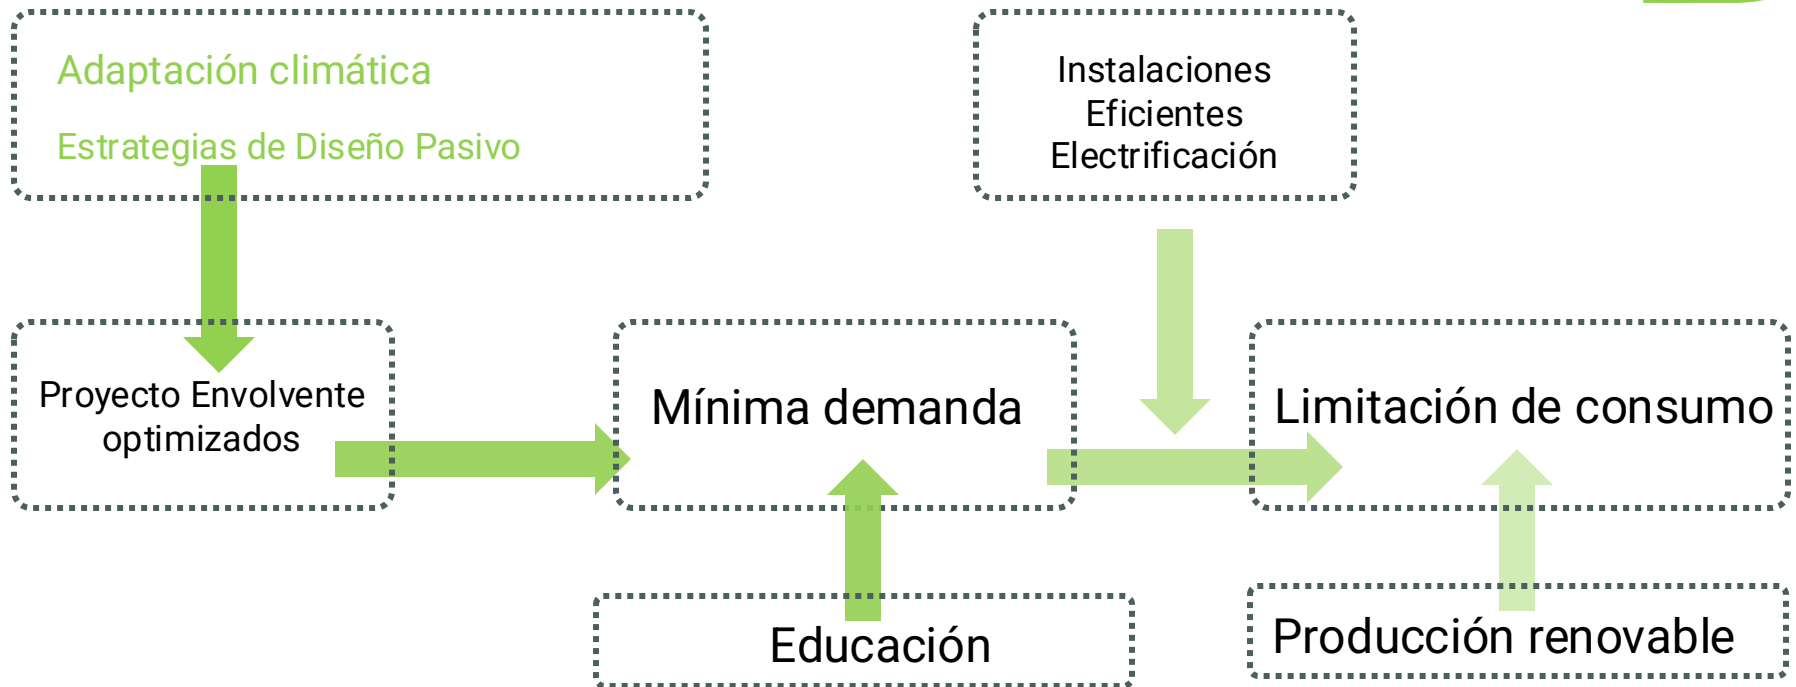 Adaptación climática
Estrategias de Diseño Pasivo
Instalaciones
Eficientes
Electrificación
Proyecto Envolvente
optimizados
Mínima demanda
Limitación de consumo
Educación
Producción renovable